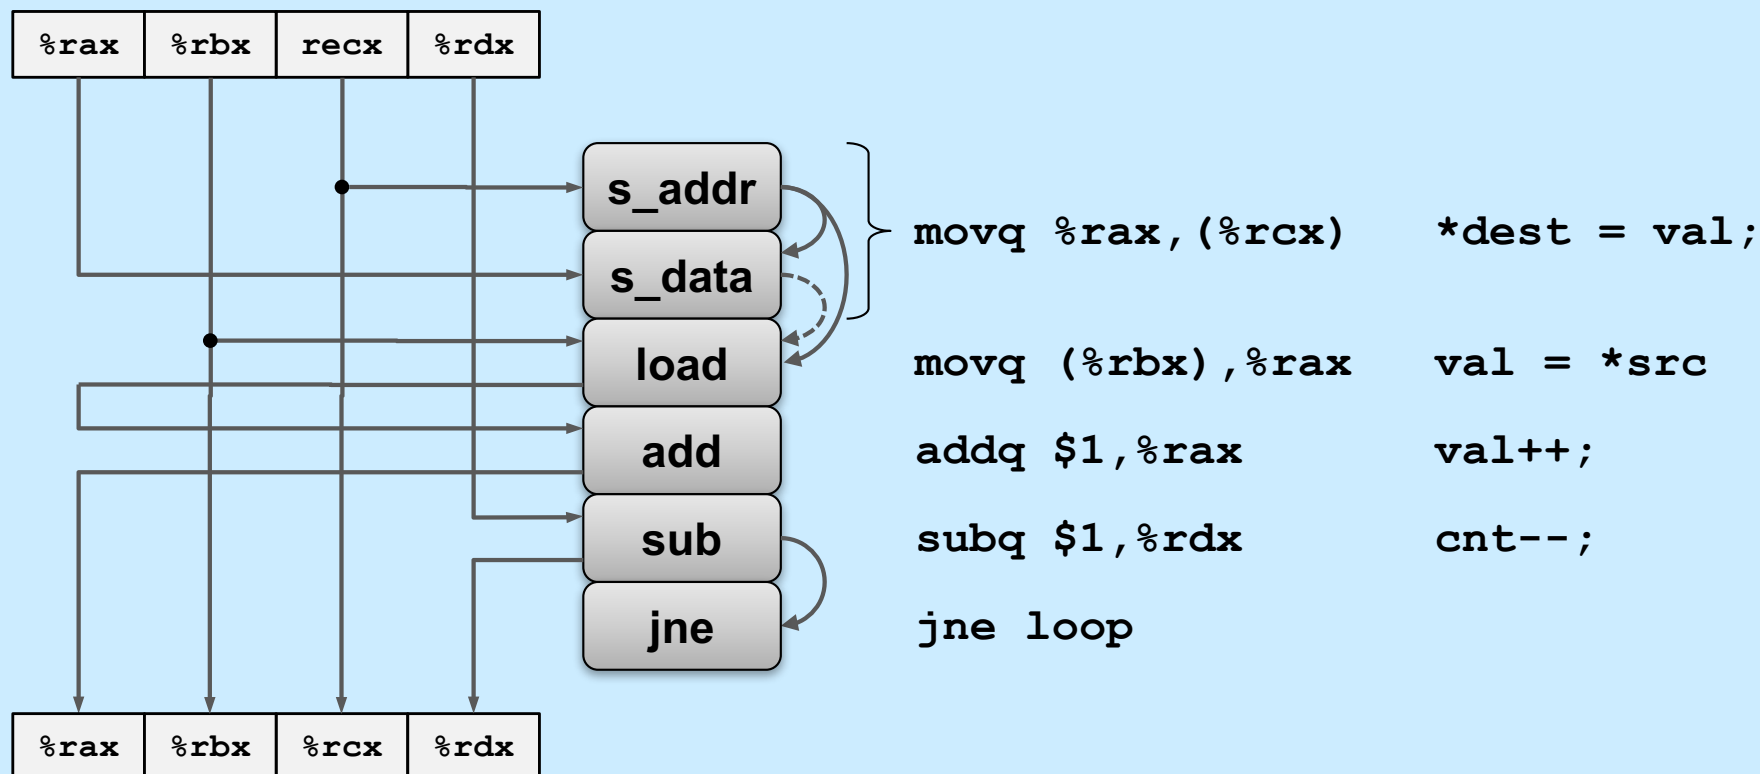 %rax %rbx recx %rdx
s_addr
movq %rax,(%rcx) *dest = val;
s_data
load movq (%rbx),%rax val = *src
add addq $1,%rax val++;
sub subq $1,%rdx cnt--;
jne jne loop
%rax %rbx %rcx %rdx